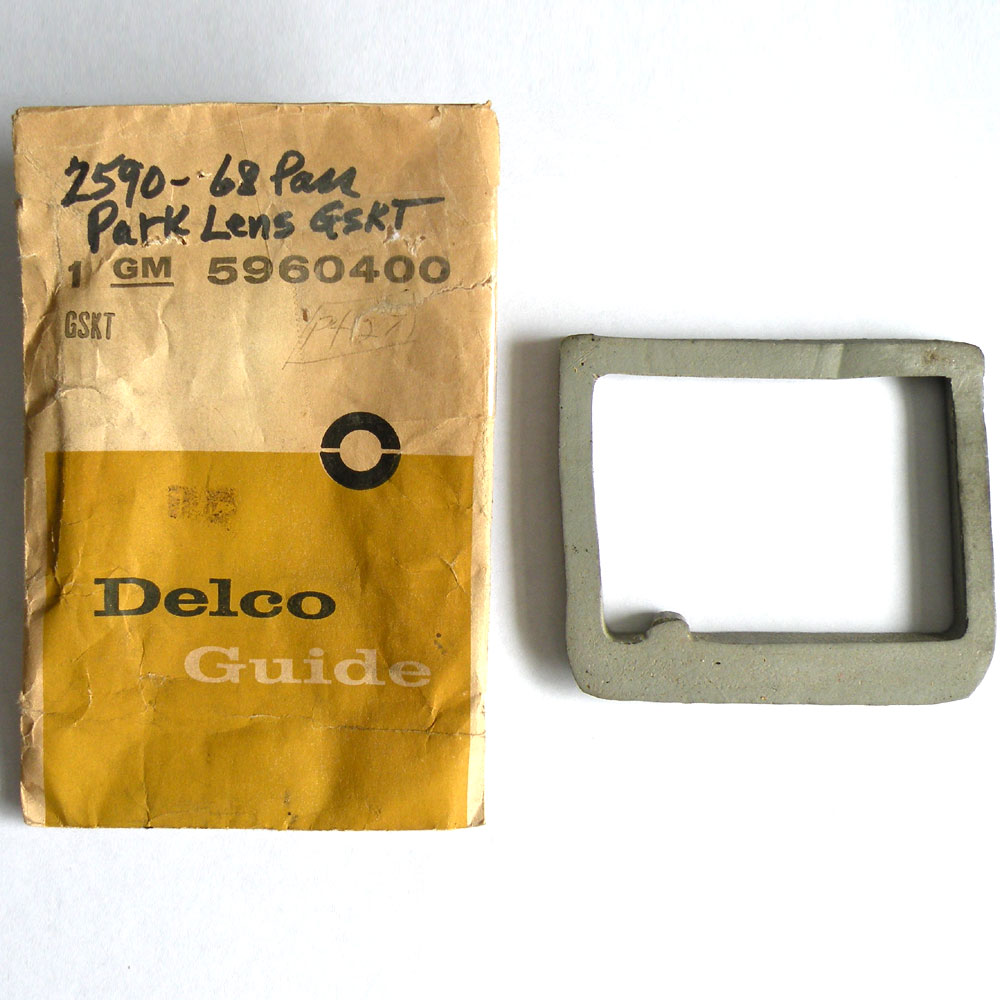 2590 - 68 Pass
Park Lens GSKT
1 GM 5960400
GSKT
Delco
Guide